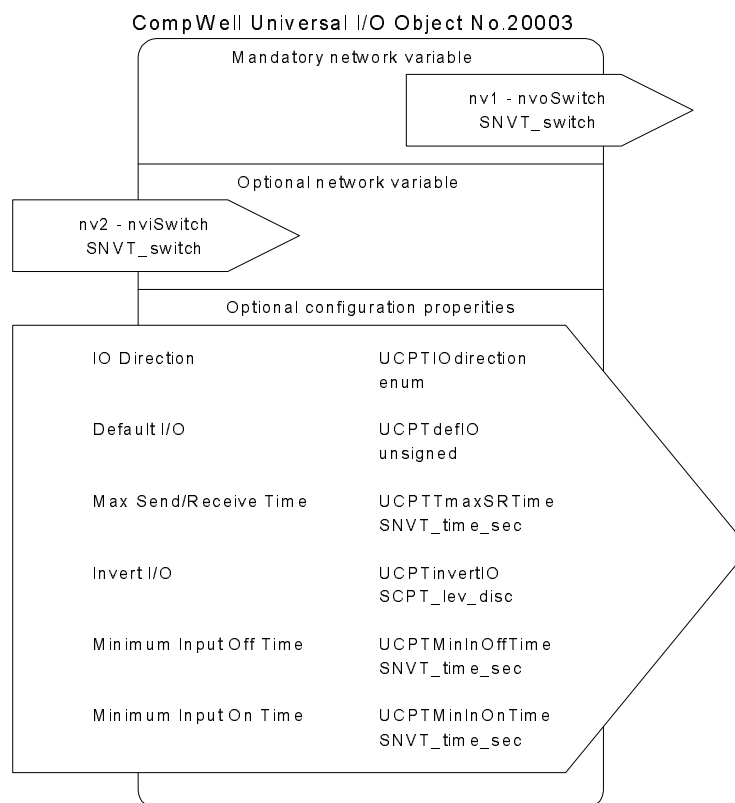 CompWell Universal I/O Object No.20003
Mandatory network variable
nv1 - nvoSwitch
SNVT_switch
Optional network variable
nv2 - nviSwitch
SNVT_switch
Optional configuration properities
IO Direction UCPTIOdirection
enum
Default I/O UCPTdefIO
unsigned
Max Send/Receive Time UCPTTmaxSRTime
SNVT_time_sec
Invert I/O UCPTinvertIO
SCPT_lev_disc
Minimum Input Off Time UCPTMinInOffTime
SNVT_time_sec
Minimum Input On Time UCPTMinInOnTime
SNVT_time_sec